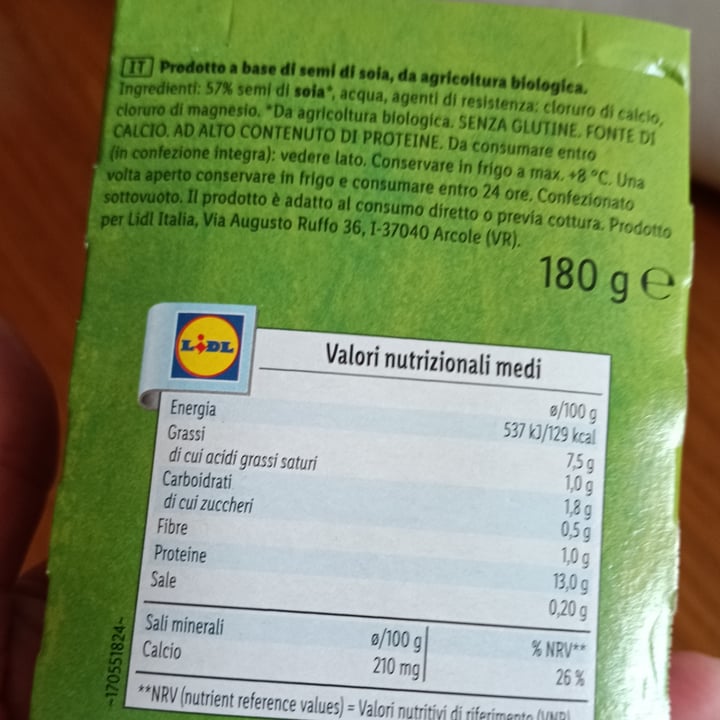 IT Prodotto a base di semi di soia, da agricoltura biologica.
Ingredienti: 57% semi di soia*, acqua, agenti di resistenza: cloruro di calcio,
cloruro di magnesio. *Da agricoltura biologica. SENZA GLUTINE. FONTE DI
CALCIO. AD ALTO CONTENUTO DI PROTEINE. Da consumare entro
(in confezione integra): vedere lato. Conservare in frigo a max. +8 °C. Una
volta aperto conservare in frigo e consumare entro 24 ore. Confezionato
sottovuoto. Il prodotto è adatto al consumo diretto o previa cottura. Prodotto
per Lidl Italia, Via Augusto Ruffo 36, I-37040 Arcole (VR).
180 g e
LIDL
Valori nutrizionali medi
ø/100 g
Energia 537 kJ/129 kcal
Grassi 7,5 g
di cui acidi grassi saturi 1,0 g
Carboidrati 1,8 g
di cui zuccheri 0,5 g
Fibre 1,0 g
Proteine 13,0 g
Sale 0,20 g
Sali minerali ø/100 g % NRV**
Calcio 210 mg 26 %
**NRV (nutrient reference values) = Valori nutritivi di riferimento (VNR)
~170551824~